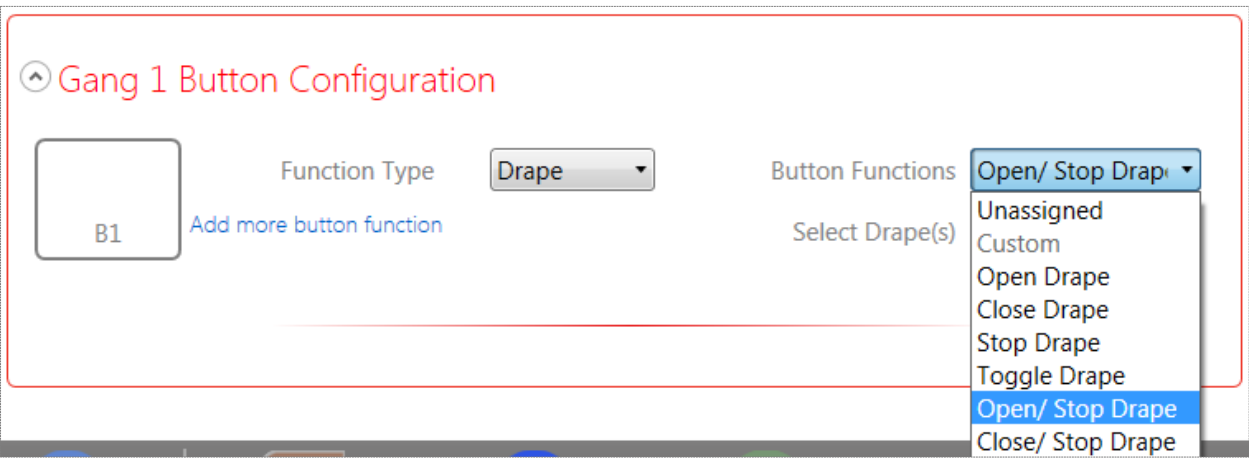 Gang 1 Button Configuration
Function Type
Drape
Button Functions
Open/ Stop Drap
B1
Add more button function
Select Drape(s)
Unassigned
Custom
Open Drape
Close Drape
Stop Drape
Toggle Drape
Open/ Stop Drape
Close/ Stop Drape